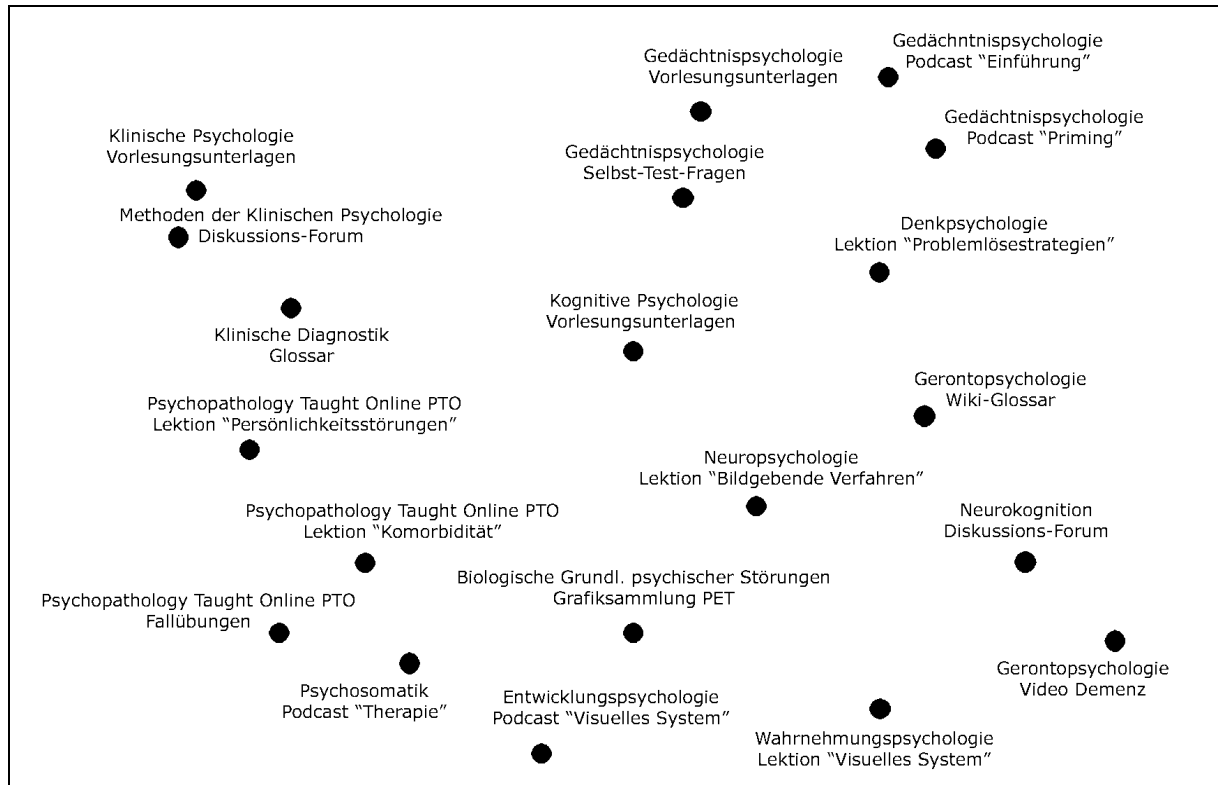 Gedächntnispsychologie
Podcast “Einführung”
Gedächtnispsychologie
Vorlesungsunterlagen
Gedächtnispsychologie
Podcast “Priming”
Klinische Psychologie
Vorlesungsunterlagen
Gedächtnispsychologie
Selbst-Test-Fragen
Methoden der Klinischen Psychologie
Diskussions-Forum
Denkpsychologie
Lektion “Problemlösestrategien”
Kognitive Psychologie
Vorlesungsunterlagen
Klinische Diagnostik
Glossar
Gerontopsychologie
Wiki-Glossar
Psychopathology Taught Online PTO
Lektion “Persönlichkeitsstörungen”
Neuropsychologie
Lektion “Bildgebende Verfahren”
Psychopathology Taught Online PTO
Lektion “Komorbidität”
Neurokognition
Diskussions-Forum
Biologische Grundl. psychischer Störungen
Grafiksammlung PET
Psychopathology Taught Online PTO
Fallübungen
Gerontopsychologie
Video Demenz
Psychosomatik
Podcast “Therapie”
Entwicklungspsychologie
Podcast “Visuelles System”
Wahrnehmungspsychologie
Lektion “Visuelles System”